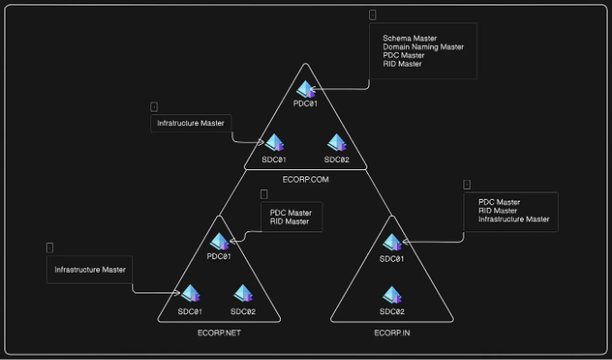 Schema Master
Domain Naming Master
PDC Master
RID Master
PDC01
Infratructure Master
SDC01
SDC02
ECORP.COM
PDC Master
RID Master
PDC Master
RID Master
Infrastructure Master
PDC01
SDC01
Infrastructure Master
SDC01
SDC02
SDC02
ECORP.NET
ECORP.IN